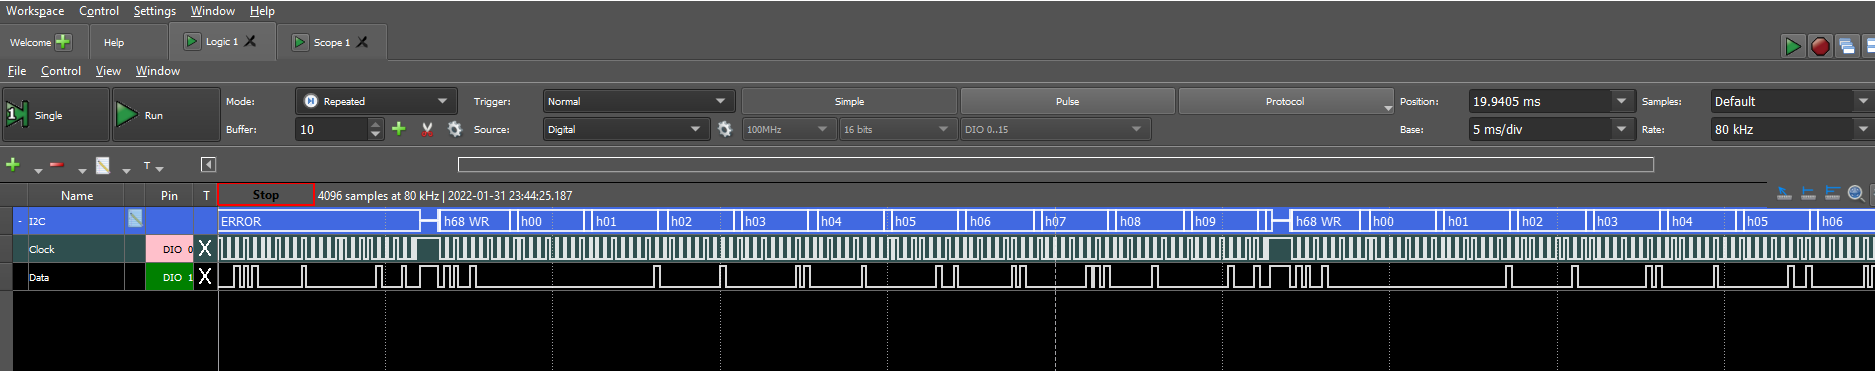 Workspace Control Settings Window Help
Welcome Help Logic 1 Scope 1
File Control View Window
1 Single Run Mode: Repeated Trigger: Normal Simple Pulse Protocol Position: 19.9405 ms Samples: Default
Buffer: 10 Source: Digital 100MHz 16 bits DIO 0..15 Base: 5 ms/div Rate: 80 kHz
T
Name Pin T Stop 4096 samples at 80 kHz | 2022-01-31 23:44:25.187
- I2C ERROR h68 WR h00 h01 h02 h03 h04 h05 h06 h07 h08 h09 h68 WR h00 h01 h02 h03 h04 h05 h06
Clock DIO 0 X
Data DIO 1 X